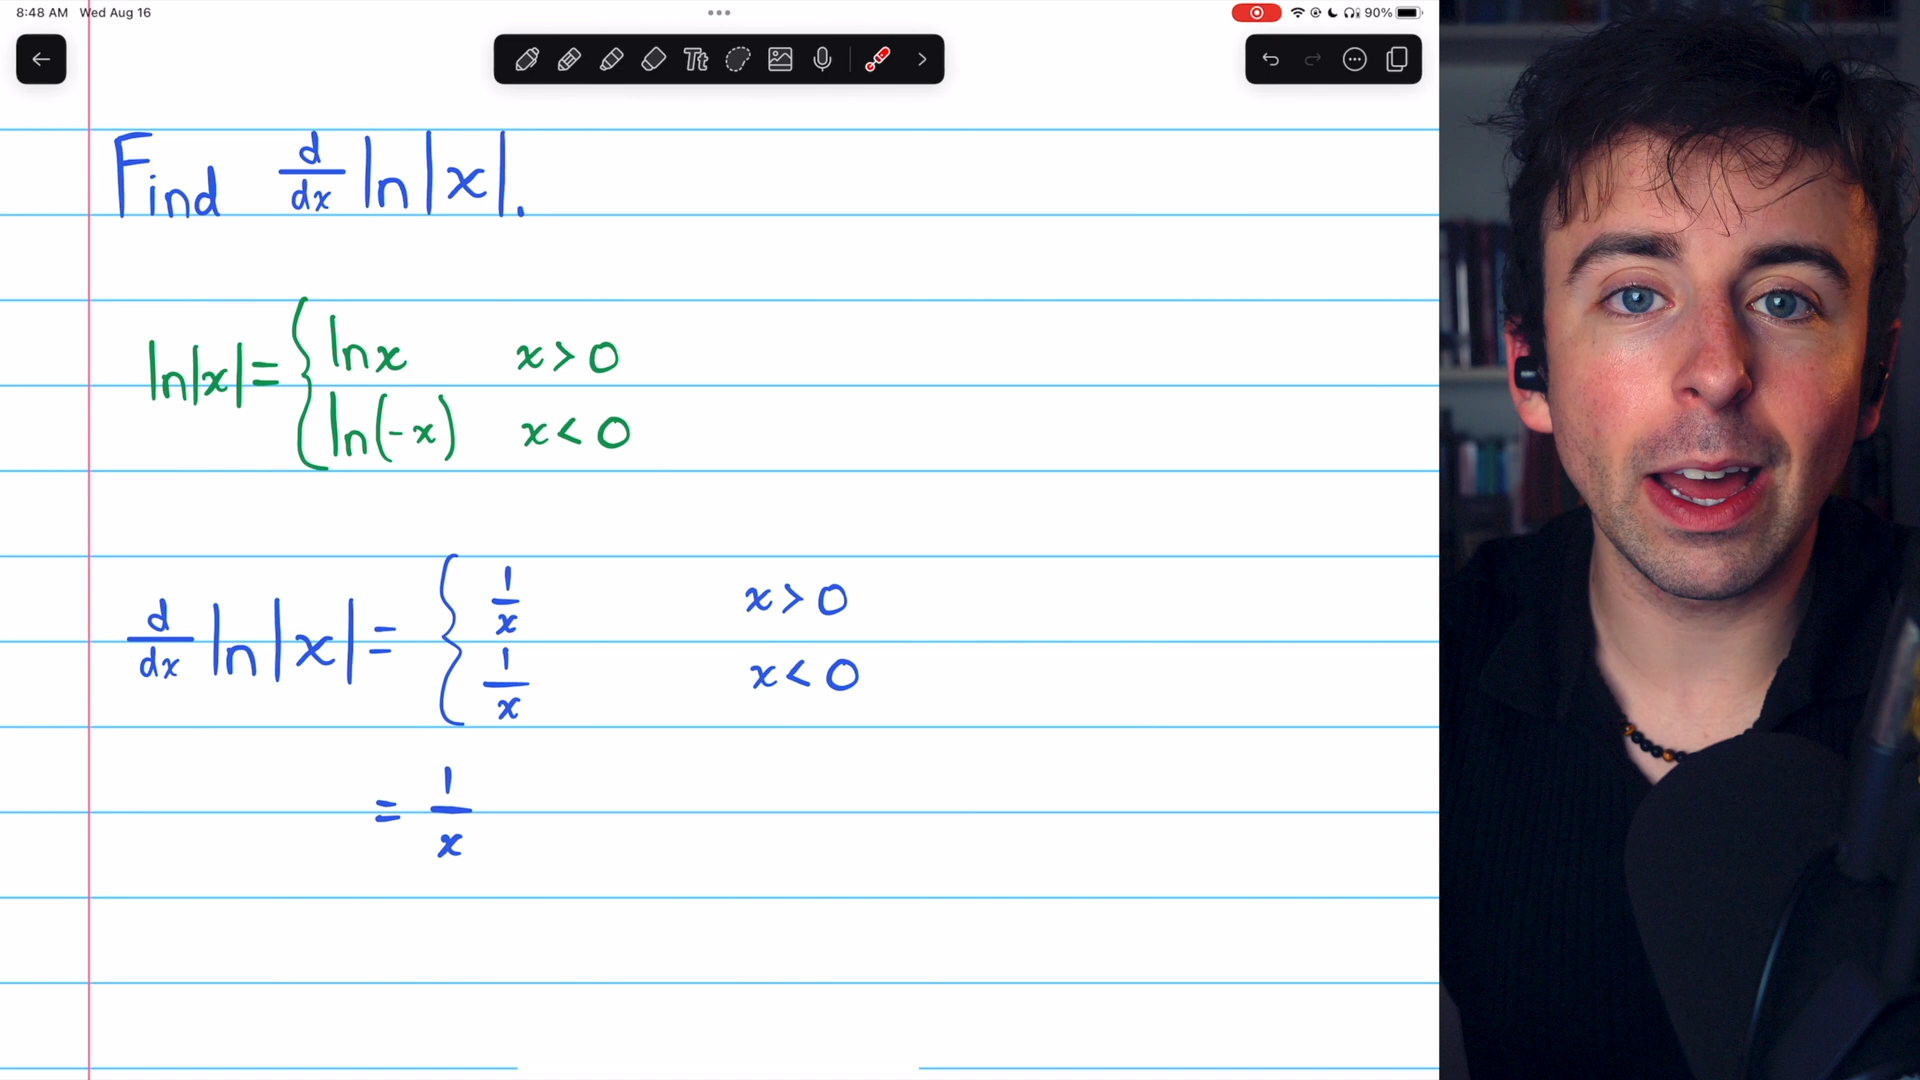 8:48 AM Wed Aug 16
90%
Tt
Find d/dx ln|x|.
ln|x| = { ln x x > 0
ln(-x) x < 0
d/dx ln|x| = { 1/x x > 0
1/x x < 0
= 1/x